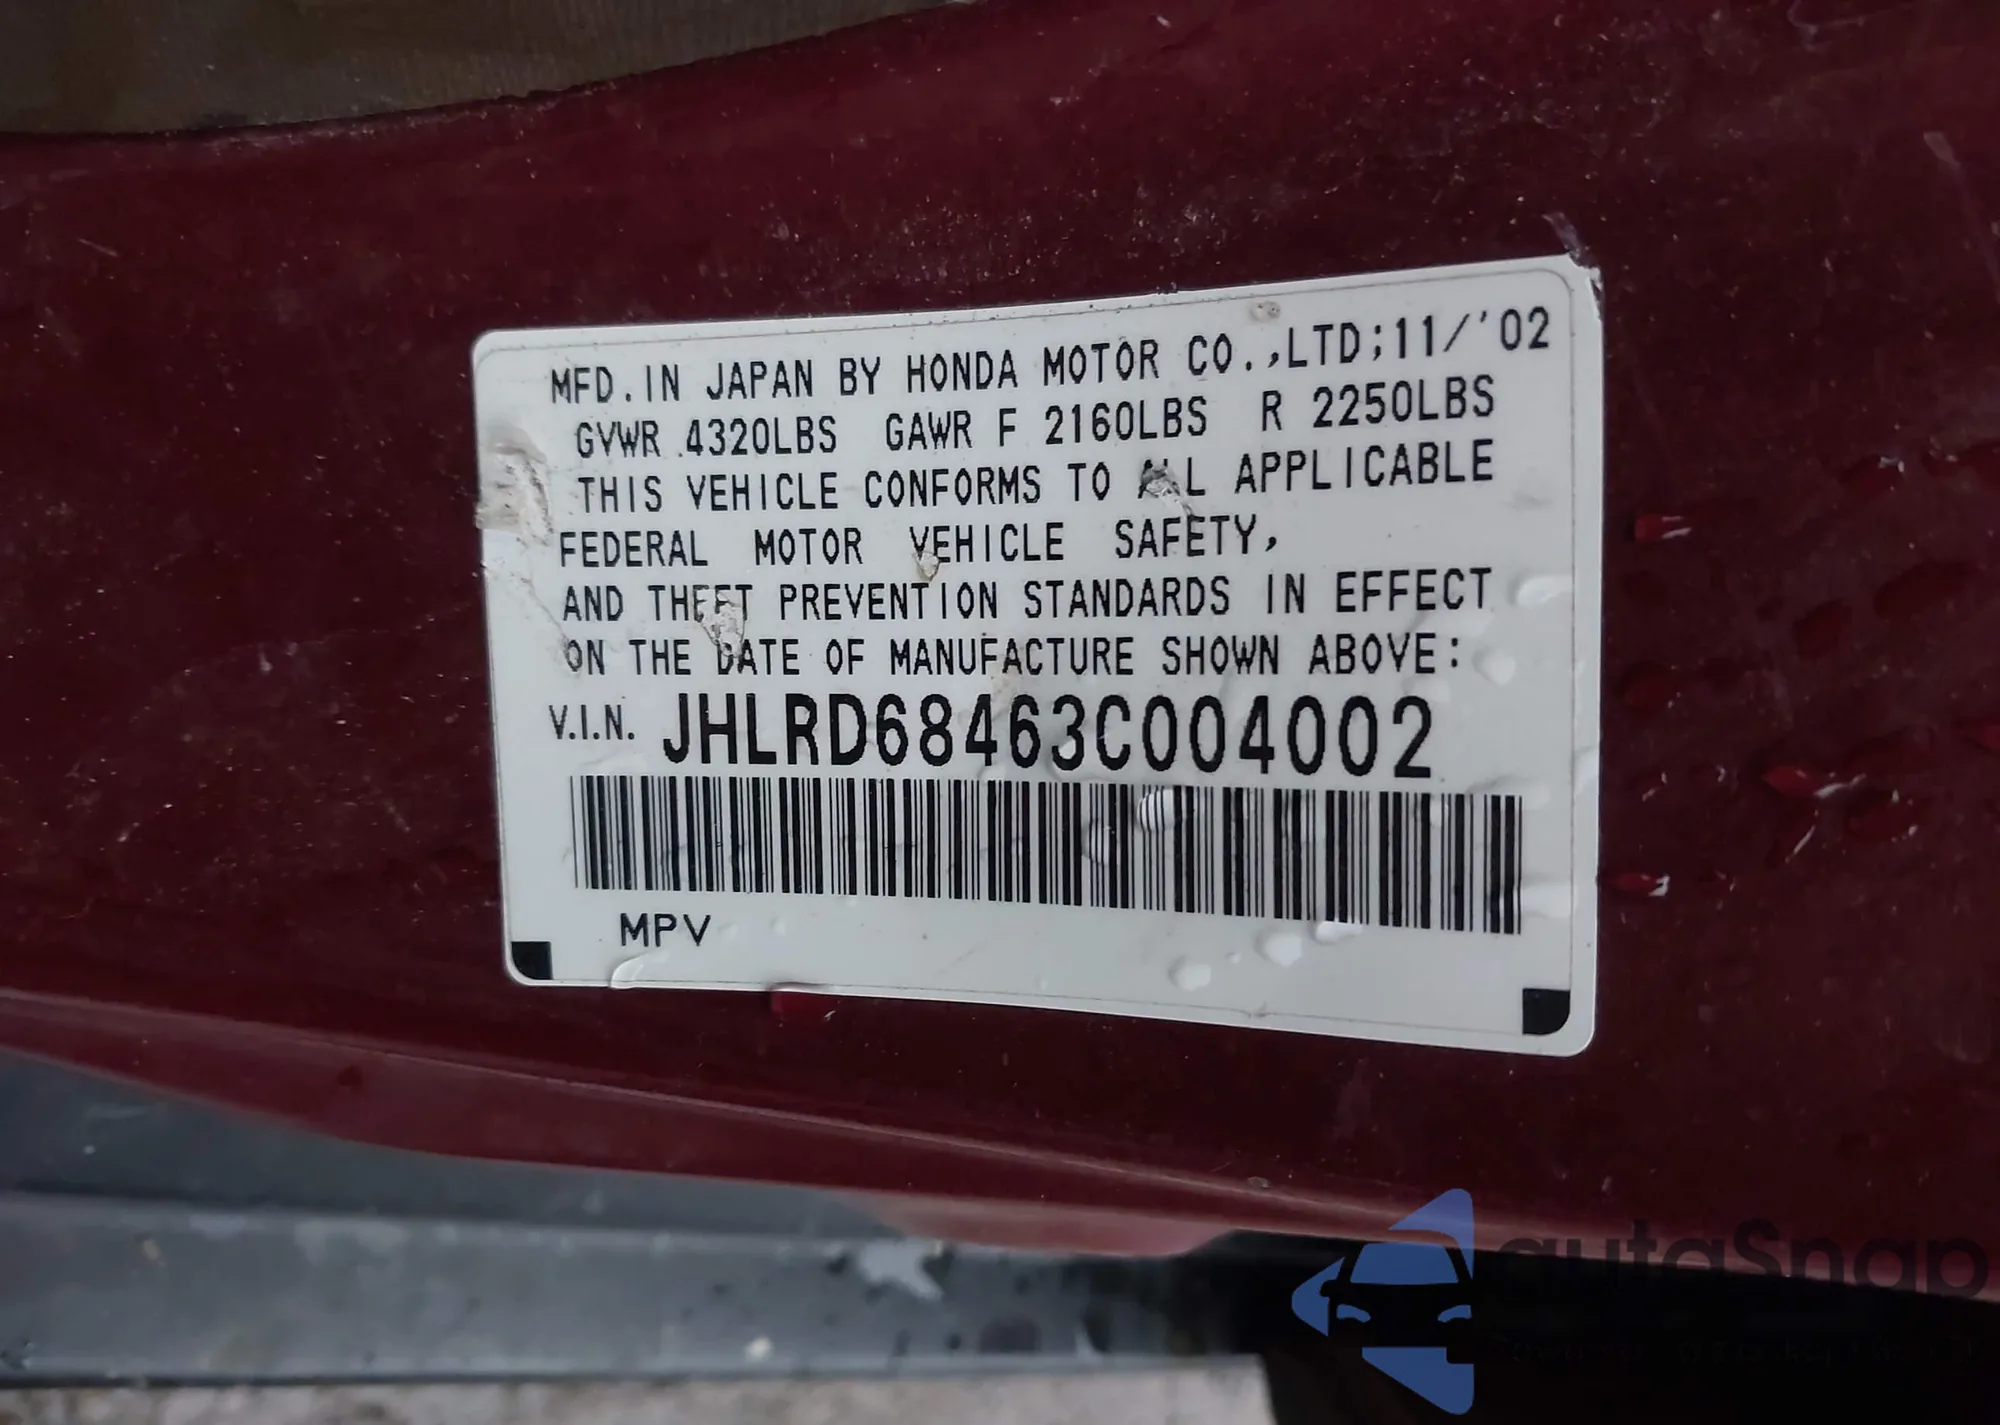 MFD. IN JAPAN BY HONDA MOTOR CO.,LTD;11/'02
GVWR 4320LBS GAWR F 2160LBS R 2250LBS
THIS VEHICLE CONFORMS TO ALL APPLICABLE
FEDERAL MOTOR VEHICLE SAFETY,
AND THEFT PREVENTION STANDARDS IN EFFECT
ON THE DATE OF MANUFACTURE SHOWN ABOVE:
V.I.N. JHLRD68463C004002
MPV
autaSnap